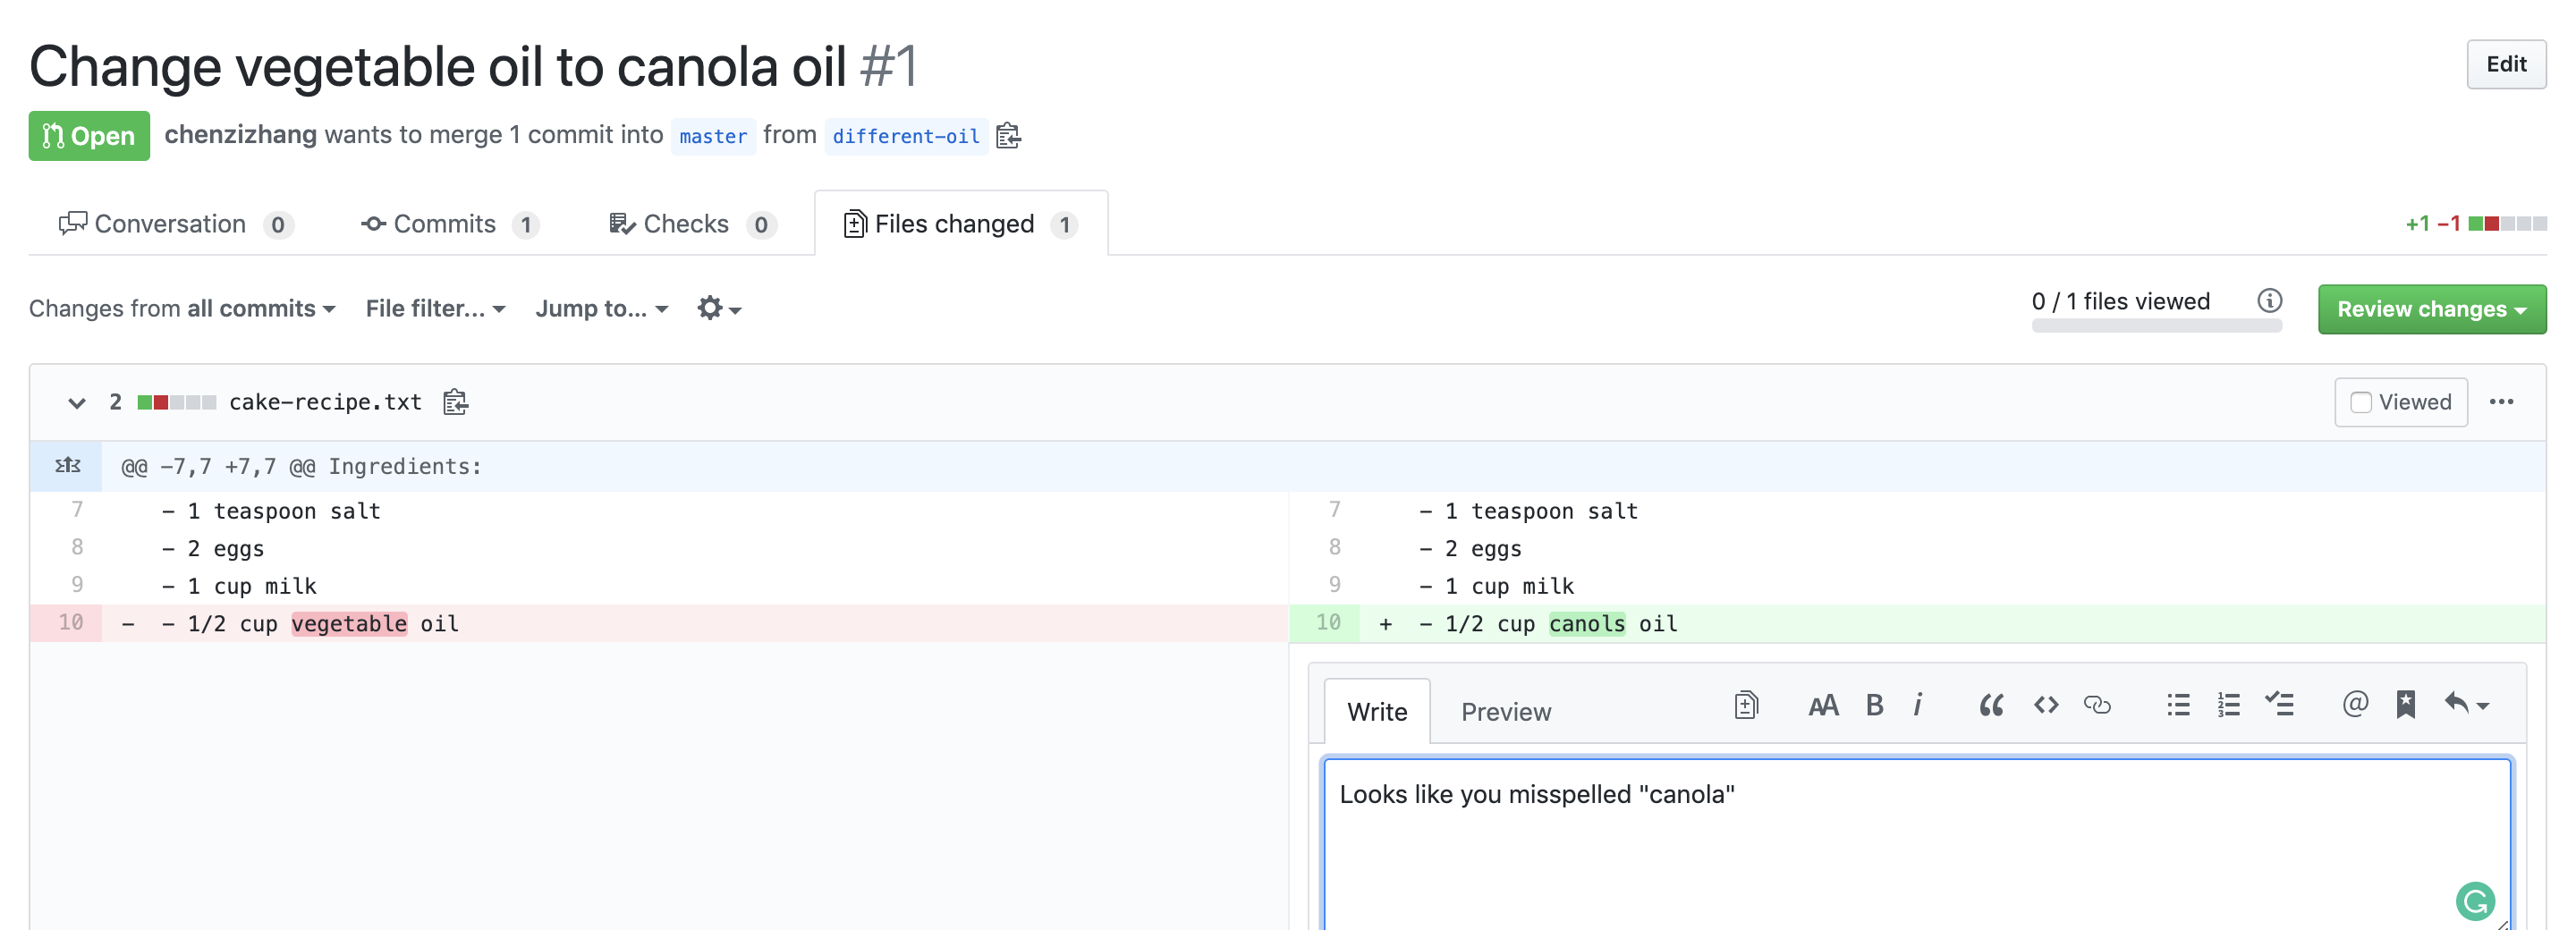 Change vegetable oil to canola oil #1
Edit
Open chenzizhang wants to merge 1 commit into master from different-oil
Conversation 0 Commits 1 Checks 0 Files changed 1 +1 −1
Changes from all commits File filter... Jump to... 0 / 1 files viewed Review changes
2 cake-recipe.txt Viewed ...
@@ -7,7 +7,7 @@ Ingredients:
7 - 1 teaspoon salt
8 - 2 eggs
9 - 1 cup milk
10 - - 1/2 cup vegetable oil
7 - 1 teaspoon salt
8 - 2 eggs
9 - 1 cup milk
10 + - 1/2 cup canols oil
Write Preview
Looks like you misspelled "canola"